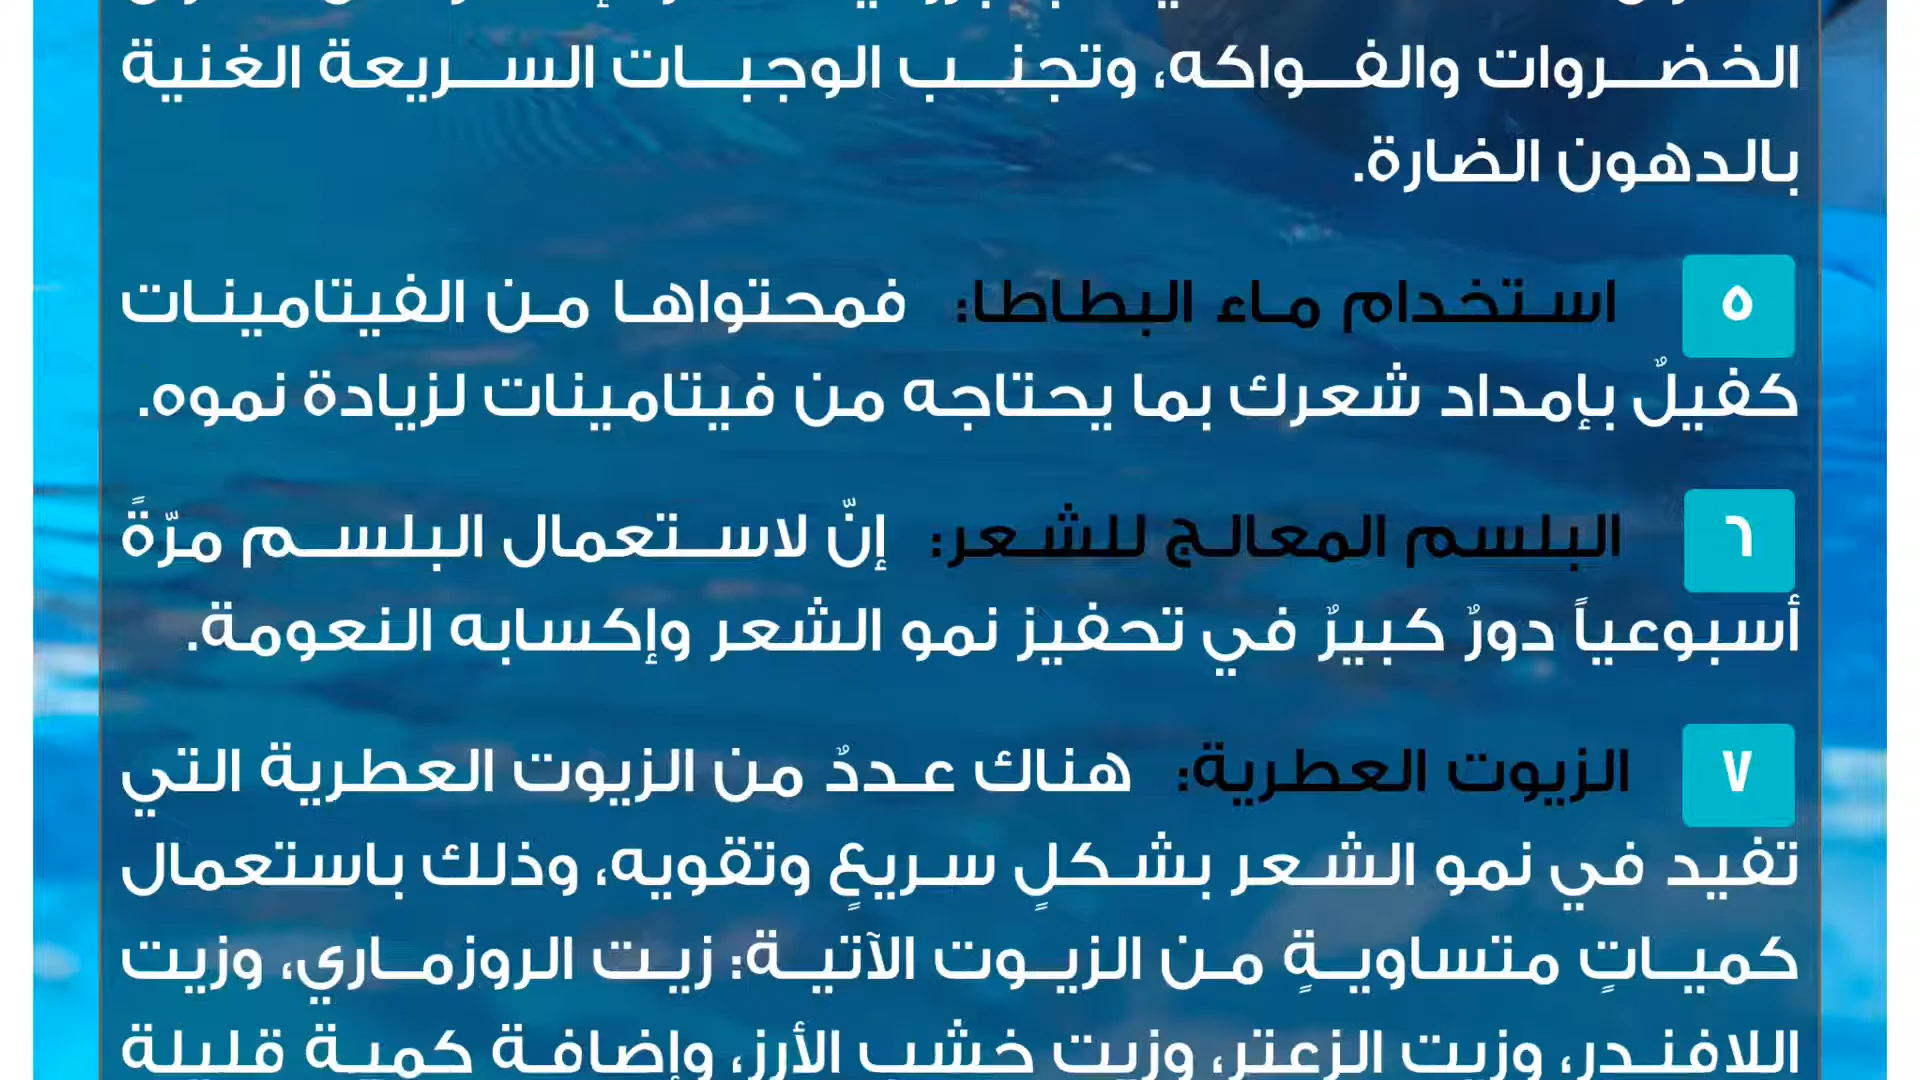 الخضروات والفواكه، وتجنب الوجبات السريعة الغنية
بالدهون الضارة.
٥ استخدام ماء البطاطا: فمحتواها من الفيتامينات
كفيلٌ بإمداد شعرك بما يحتاجه من فيتامينات لزيادة نموه.
٦ البلسم المعالج للشعر: إنّ لاستعمال البلسم مرّةً
أسبوعياً دورٌ كبيرٌ في تحفيز نمو الشعر وإكسابه النعومة.
٧ الزيوت العطرية: هناك عددٌ من الزيوت العطرية التي
تفيد في نمو الشعر بشكلٍ سريعٍ وتقويه، وذلك باستعمال
كمياتٍ متساويةٍ من الزيوت الآتية: زيت الروزماري، وزيت
اللافندر، وزيت الزعتر، وزيت خشب الأرز، وإضافة كمية قليلة